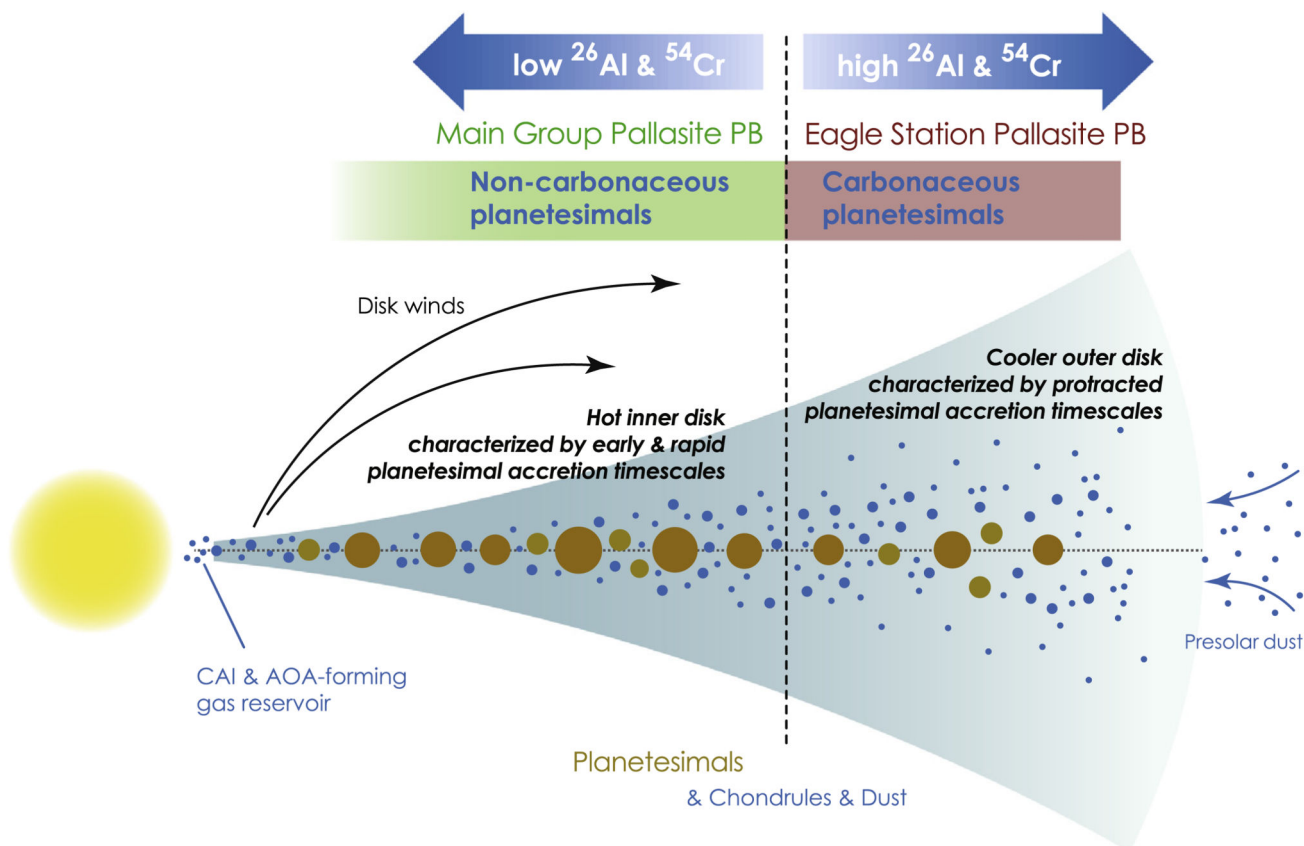 low ²⁶Al & ⁵⁴Cr
high ²⁶Al & ⁵⁴Cr
Main Group Pallasite PB
Eagle Station Pallasite PB
Non-carbonaceous
planetesimals
Carbonaceous
planetesimals
Disk winds
Cooler outer disk
characterized by protracted
planetesimal accretion timescales
Hot inner disk
characterized by early & rapid
planetesimal accretion timescales
Presolar dust
CAI & AOA-forming
gas reservoir
Planetesimals
& Chondrules & Dust